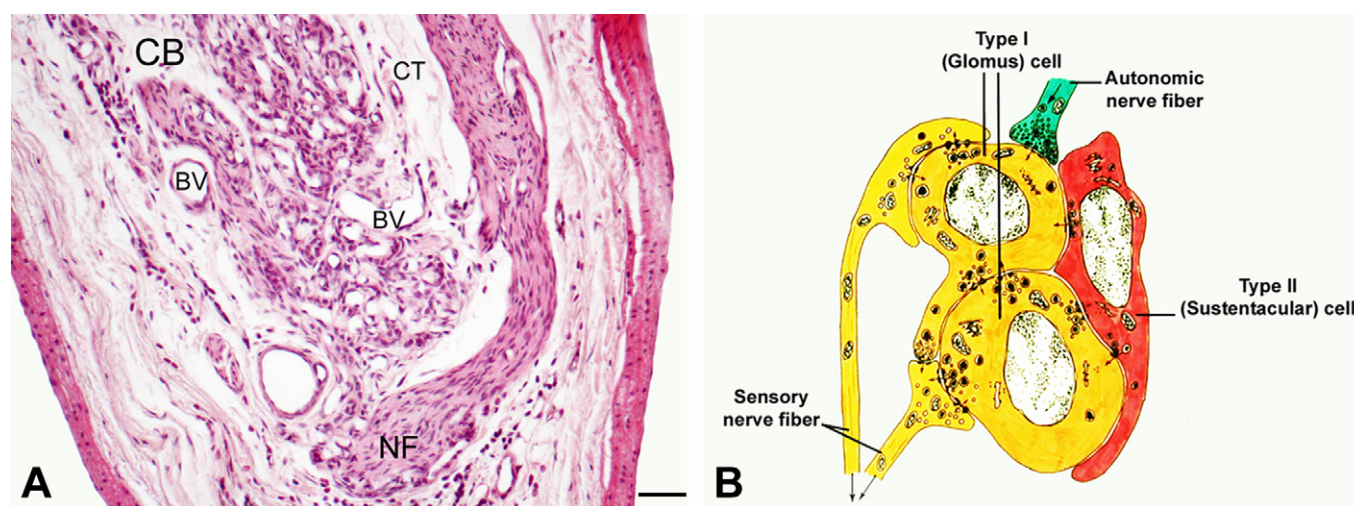 CB
CT
BV
BV
NF
A
Type I
(Glomus) cell
Autonomic
nerve fiber
Type II
(Sustentacular) cell
Sensory
nerve fiber
B